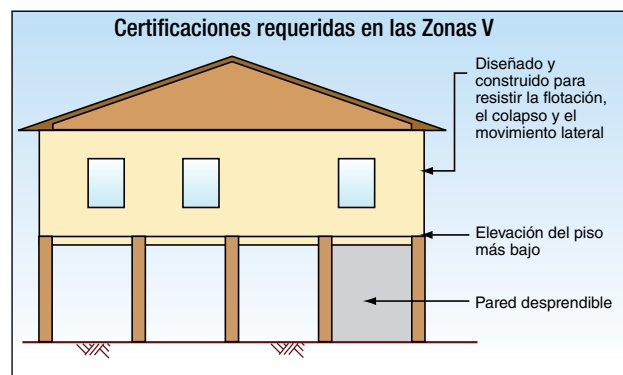 Certificaciones requeridas en las Zonas V
Diseñado y
construido para
resistir la flotación,
el colapso y el
movimiento lateral
Elevación del piso
más bajo
Pared desprendible